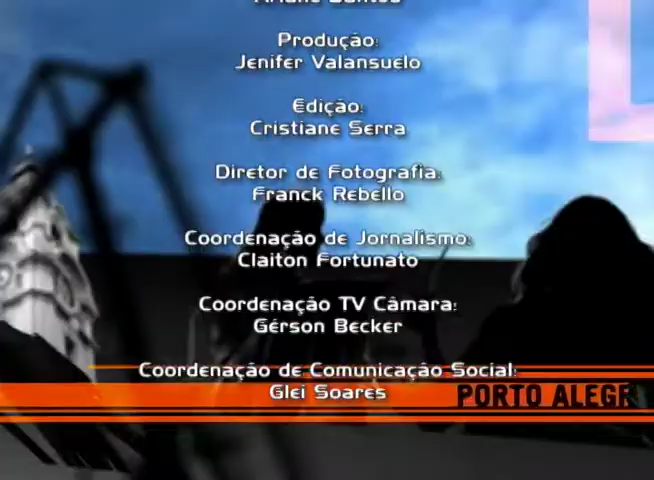 Produção:
Jenifer Valansuelo
Edição:
Cristiane Serra
Diretor de Fotografia:
Franck Rebello
Coordenação de Jornalismo:
Claiton Fortunato
Coordenação TV Câmara:
Gérson Becker
Coordenação de Comunicação Social:
Glei Soares
PORTO ALEGR